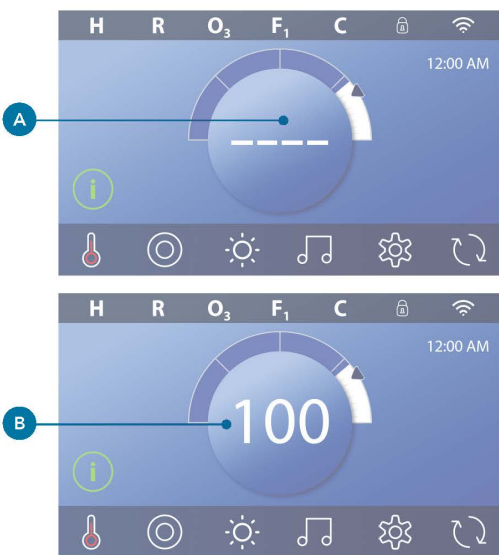 H R O₃ F₁ C
12:00 AM
A
– – – –
i
H R O₃ F₁ C
12:00 AM
B
100
i